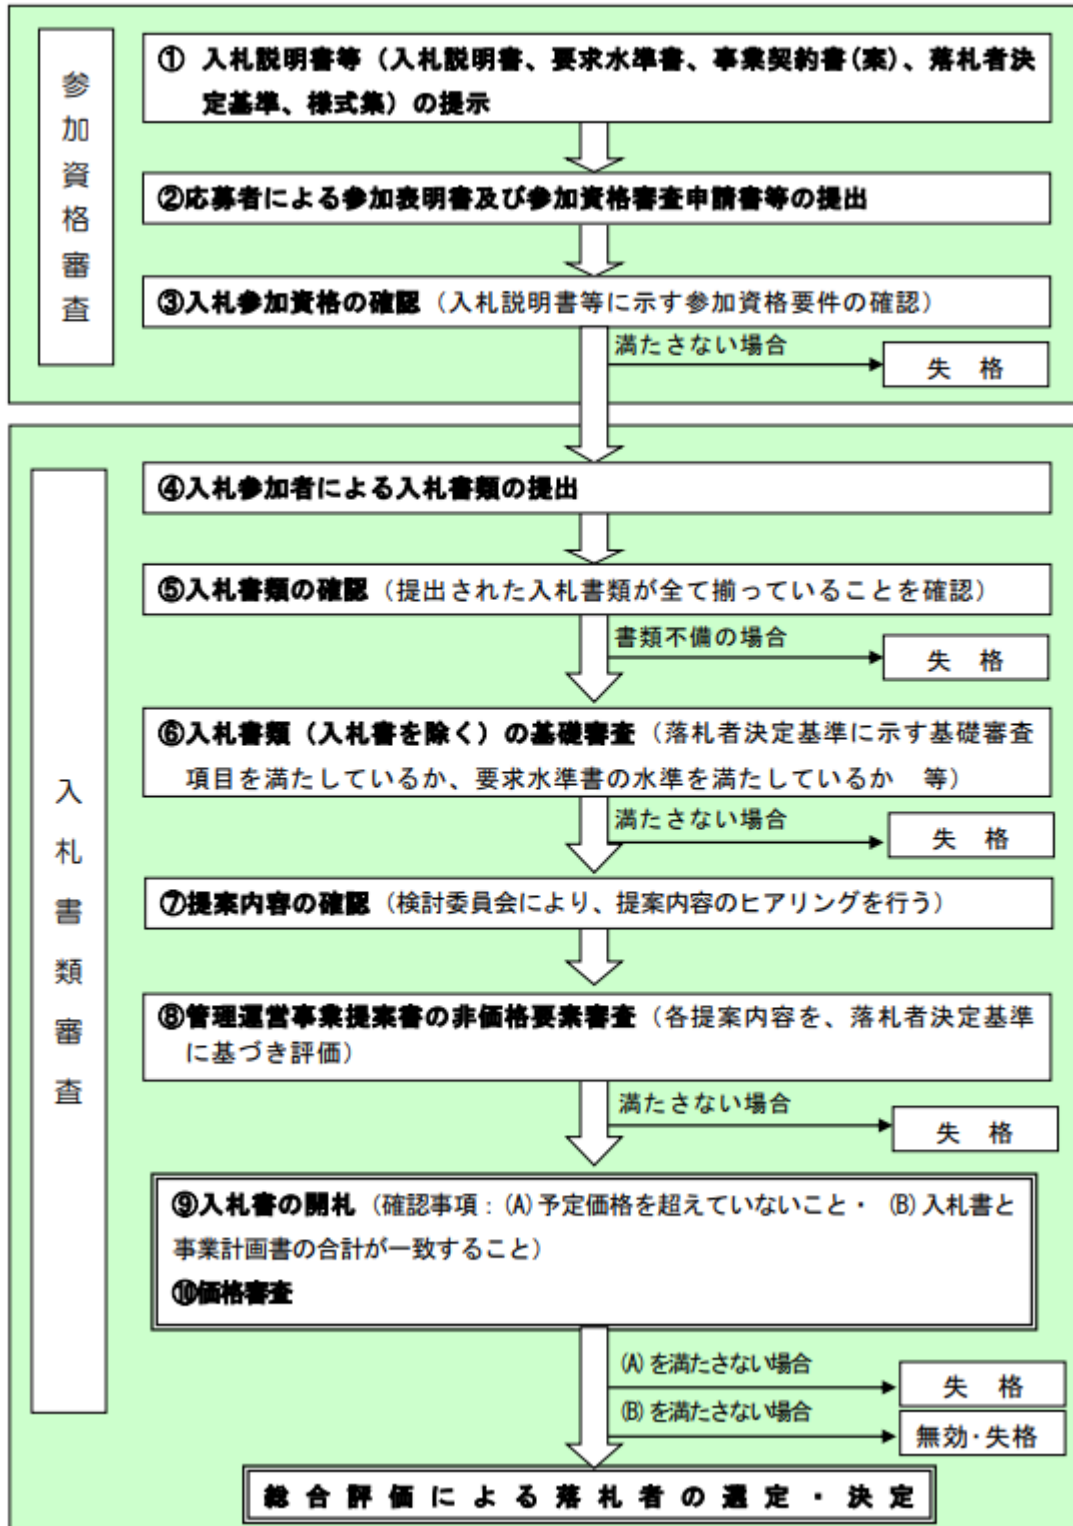 参加資格審査
① 入札説明書等（入札説明書、要求水準書、事業契約書(案)、落札者決
定基準、様式集）の提示
②応募者による参加表明書及び参加資格審査申請書等の提出
③入札参加資格の確認（入札説明書等に示す参加資格要件の確認）
満たさない場合
失 格
入札書類審査
④入札参加者による入札書類の提出
⑤入札書類の確認（提出された入札書類が全て揃っていることを確認）
書類不備の場合
失 格
⑥入札書類（入札書を除く）の基礎審査（落札者決定基準に示す基礎審査
項目を満たしているか、要求水準書の水準を満たしているか 等）
満たさない場合
失 格
⑦提案内容の確認（検討委員会により、提案内容のヒアリングを行う）
⑧管理運営事業提案書の非価格要素審査（各提案内容を、落札者決定基準
に基づき評価）
満たさない場合
失 格
⑨入札書の開札（確認事項：(A)予定価格を超えていないこと・ (B)入札書と
事業計画書の合計が一致すること）
⑩価格審査
(A)を満たさない場合
失 格
(B)を満たさない場合
無効・失格
総合評価による落札者の選定・決定